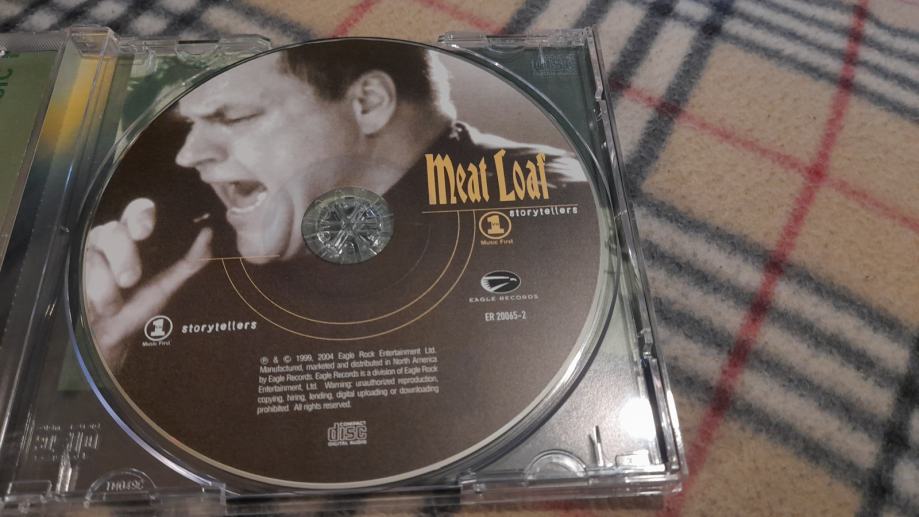 Meat Loaf
storytellers
VH1
Music First
EAGLE RECORDS
ER 20065-2
1
Music First
storytellers
℗ & © 1999, 2004 Eagle Rock Entertainment Ltd.
Manufactured, marketed and distributed in North America
by Eagle Records. Eagle Records is a division of Eagle Rock
Entertainment, Ltd. Warning: unauthorized reproduction,
copying, hiring, lending, digital uploading or downloading
prohibited. All rights reserved.
COMPACT
disc
DIGITAL AUDIO